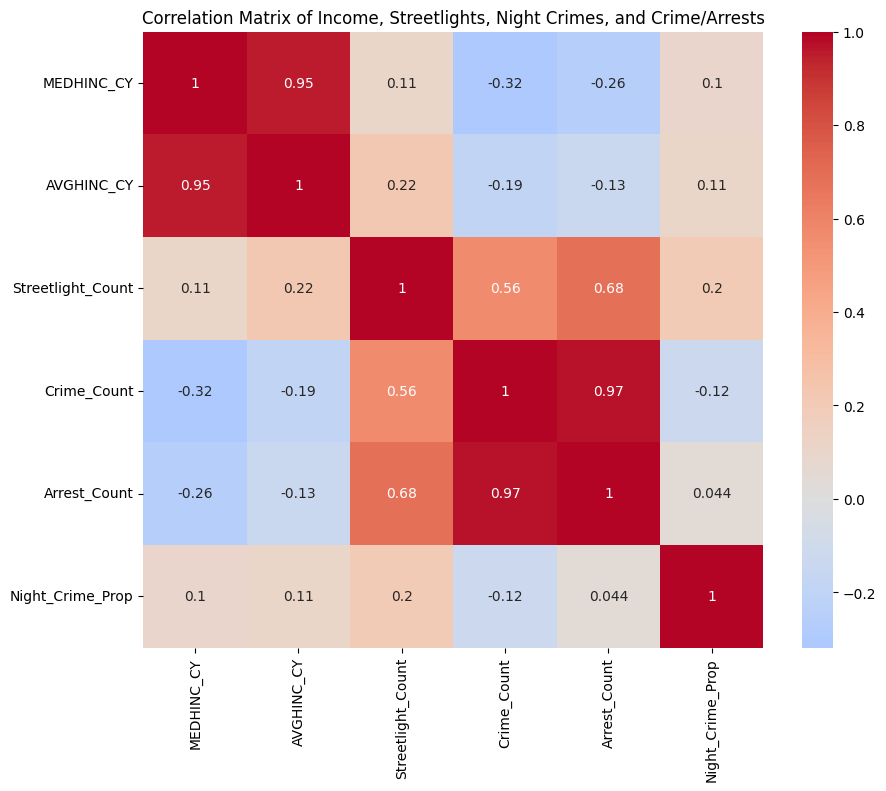 Correlation Matrix of Income, Streetlights, Night Crimes, and Crime/Arrests
MEDHINC_CY 1 0.95 0.11 -0.32 -0.26 0.1
AVGHINC_CY 0.95 1 0.22 -0.19 -0.13 0.11
Streetlight_Count 0.11 0.22 1 0.56 0.68 0.2
Crime_Count -0.32 -0.19 0.56 1 0.97 -0.12
Arrest_Count -0.26 -0.13 0.68 0.97 1 0.044
Night_Crime_Prop 0.1 0.11 0.2 -0.12 0.044 1
MEDHINC_CY
AVGHINC_CY
Streetlight_Count
Crime_Count
Arrest_Count
Night_Crime_Prop
1.0
0.8
0.6
0.4
0.2
0.0
−0.2